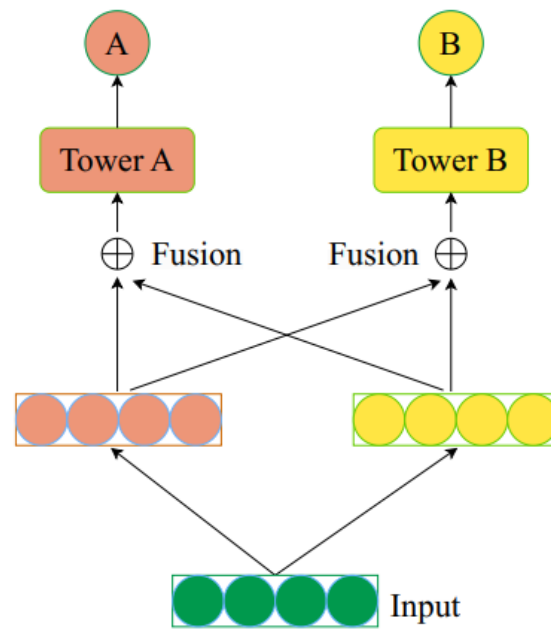 A
B
Tower A
Tower B
Fusion
Fusion
Input